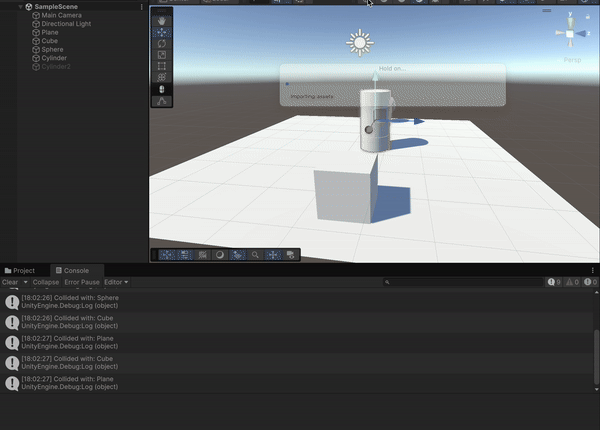 SampleScene
Main Camera
Directional Light
Plane
Cube
Sphere
Cylinder
Cylinder2
y
Persp
Hold on...
Importing assets
Project
Console
Clear
Collapse
Error Pause
Editor
9
0
0
[18:02:26] Collided with: Sphere
UnityEngine.Debug:Log (object)
[18:02:26] Collided with: Cube
UnityEngine.Debug:Log (object)
[18:02:27] Collided with: Plane
UnityEngine.Debug:Log (object)
[18:02:27] Collided with: Cube
UnityEngine.Debug:Log (object)
[18:02:27] Collided with: Plane
UnityEngine.Debug:Log (object)